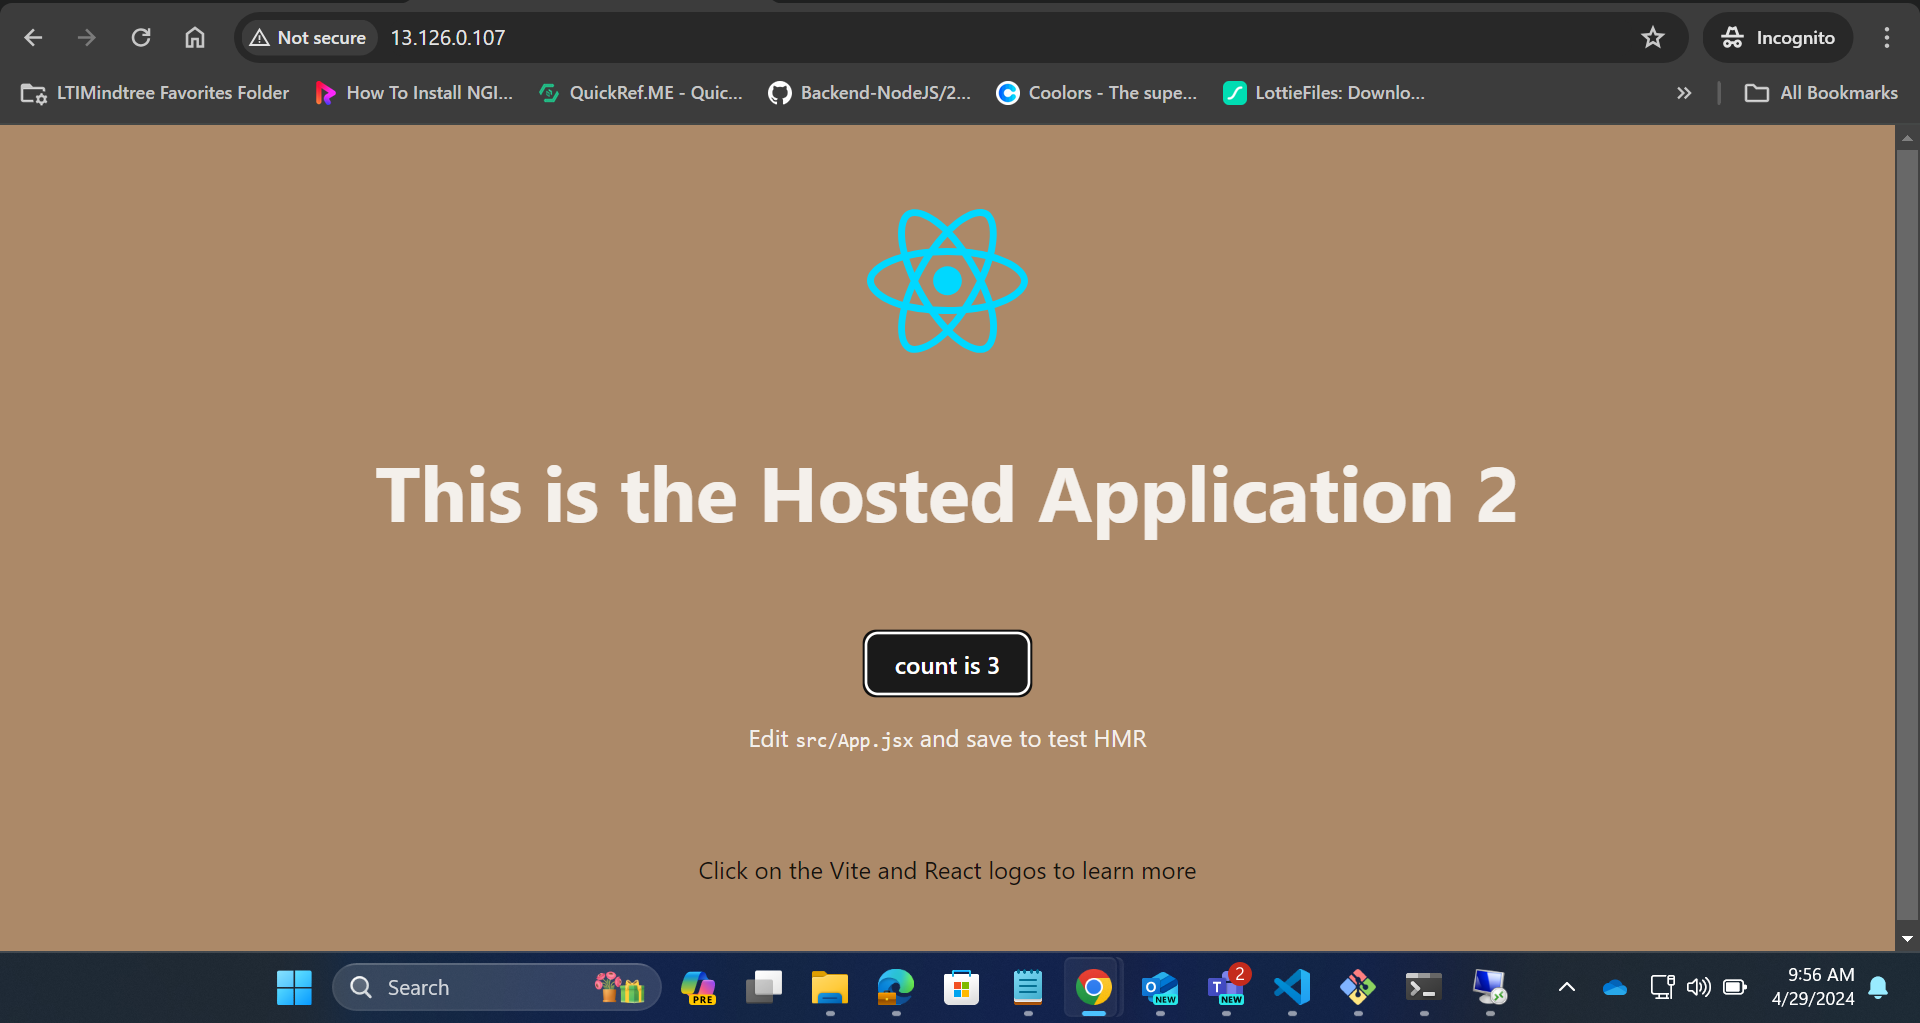 Not secure
13.126.0.107
Incognito
LTIMindtree Favorites Folder
How To Install NGI...
QuickRef.ME - Quic...
Backend-NodeJS/2...
Coolors - The supe...
LottieFiles: Downlo...
All Bookmarks
This is the Hosted Application 2
count is 3
Edit src/App.jsx and save to test HMR
Click on the Vite and React logos to learn more
Search
PRE
O
NEW
T
2
NEW
9:56 AM
4/29/2024